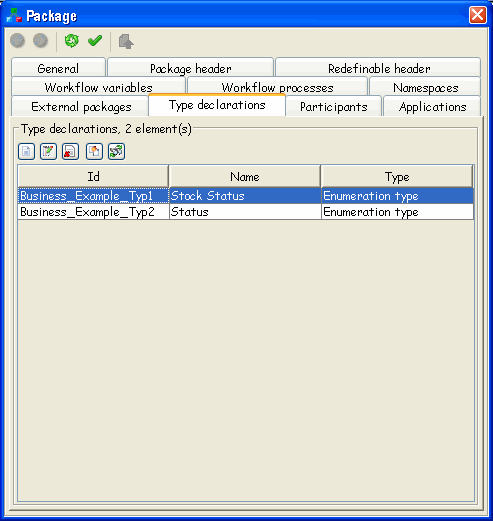 Package
General Package header Redefinable header
Workflow variables Workflow processes Namespaces
External packages Type declarations Participants Applications
Type declarations, 2 element(s)
Id Name Type
Business_Example_Typ1 Stock Status Enumeration type
Business_Example_Typ2 Status Enumeration type